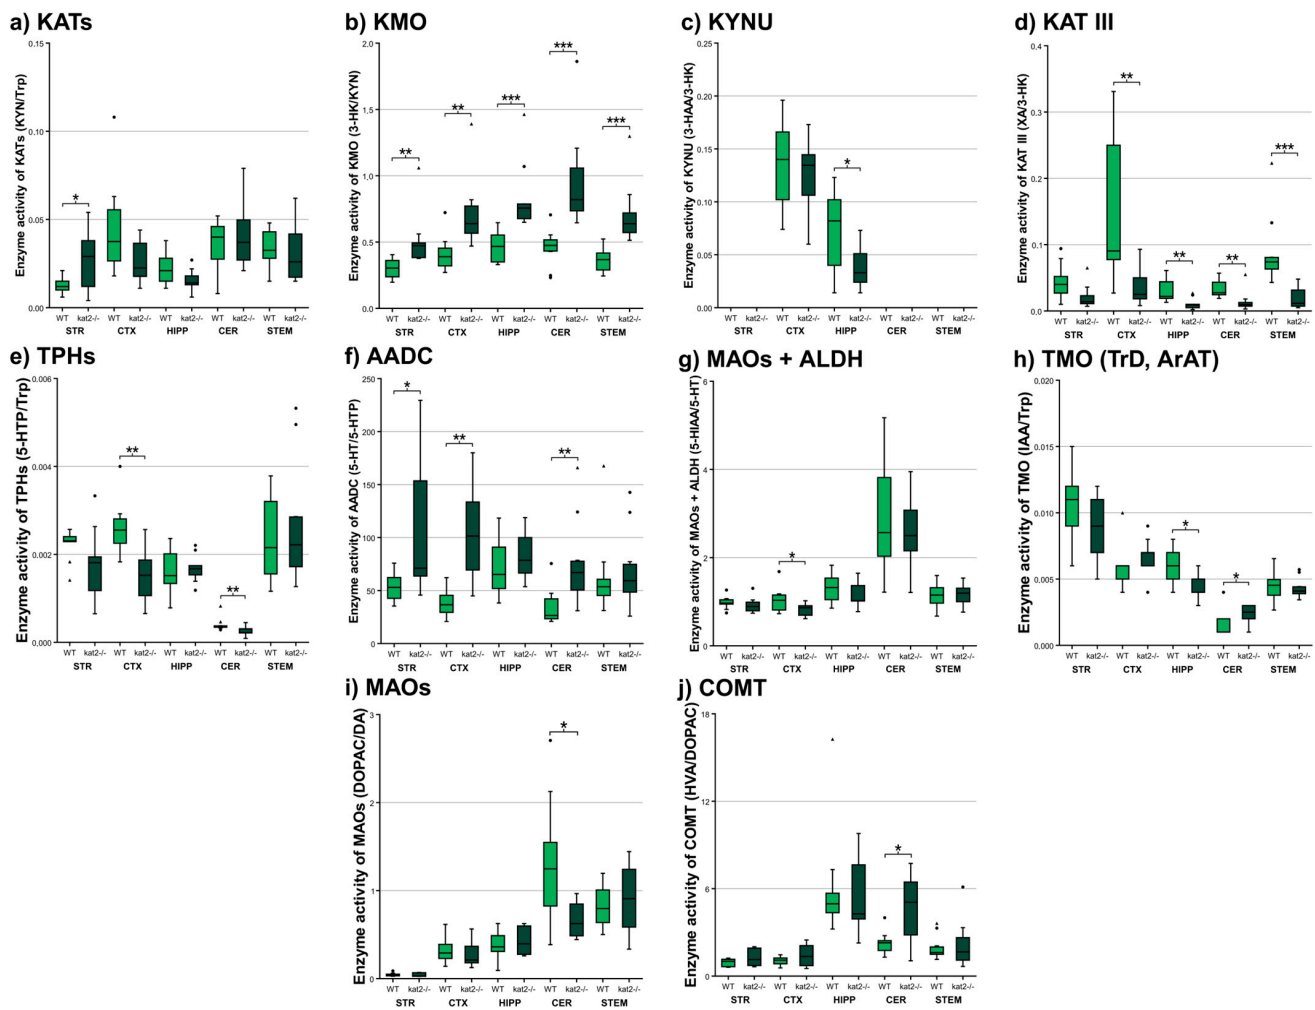 a) KATs
Enzyme activity of KATs (KYN/Trp)
0.15
0.10
0.05
0.00
*
WT kat2-/- WT kat2-/- WT kat2-/- WT kat2-/- WT kat2-/-
STR CTX HIPP CER STEM
b) KMO
Enzyme activity of KMO (3-HK/KYN)
2.0
1,5
1.0
0.5
0.0
** ** *** *** ***
WT kat2-/- WT kat2-/- WT kat2-/- WT kat2-/- WT kat2-/-
STR CTX HIPP CER STEM
c) KYNU
Enzyme activity of KYNU (3-HAA/3-HK)
0.25
0.20
0.15
0.10
0.05
0.00
*
WT kat2-/- WT kat2-/- WT kat2-/- WT kat2-/- WT kat2-/-
STR CTX HIPP CER STEM
d) KAT III
Enzyme activity of KAT III (XA/3-HK)
0.4
0.3
0.2
0.1
0.0
** ** ** ***
WT kat2-/- WT kat2-/- WT kat2-/- WT kat2-/- WT kat2-/-
STR CTX HIPP CER STEM
e) TPHs
Enzyme activity of TPHs (5-HTP/Trp)
0.006
0.004
0.002
0.000
** **
WT kat2-/- WT kat2-/- WT kat2-/- WT kat2-/- WT kat2-/-
STR CTX HIPP CER STEM
f) AADC
Enzyme activity of AADC (5-HT/5-HTP)
250
200
150
100
50
0
* ** **
WT kat2-/- WT kat2-/- WT kat2-/- WT kat2-/- WT kat2-/-
STR CTX HIPP CER STEM
g) MAOs + ALDH
Enzyme activity of MAOs + ALDH (5-HIAA/5-HT)
6
4
2
0
*
WT kat2-/- WT kat2-/- WT kat2-/- WT kat2-/- WT kat2-/-
STR CTX HIPP CER STEM
h) TMO (TrD, ArAT)
Enzyme activity of TMO (IAA/Trp)
0.020
0.015
0.010
0.005
0.000
* *
WT kat2-/- WT kat2-/- WT kat2-/- WT kat2-/- WT kat2-/-
STR CTX HIPP CER STEM
i) MAOs
Enzyme activity of MAOs (DOPAC/DA)
3
2
1
0
*
WT kat2-/- WT kat2-/- WT kat2-/- WT kat2-/- WT kat2-/-
STR CTX HIPP CER STEM
j) COMT
Enzyme activity of COMT (HVA/DOPAC)
18
12
6
0
*
WT kat2-/- WT kat2-/- WT kat2-/- WT kat2-/- WT kat2-/-
STR CTX HIPP CER STEM